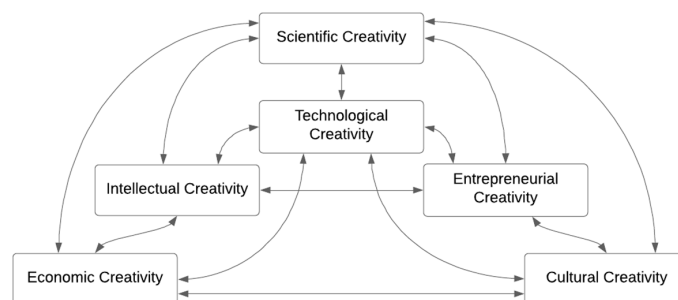 Scientific Creativity
Technological
Creativity
Intellectual Creativity
Entrepreneurial
Creativity
Economic Creativity
Cultural Creativity